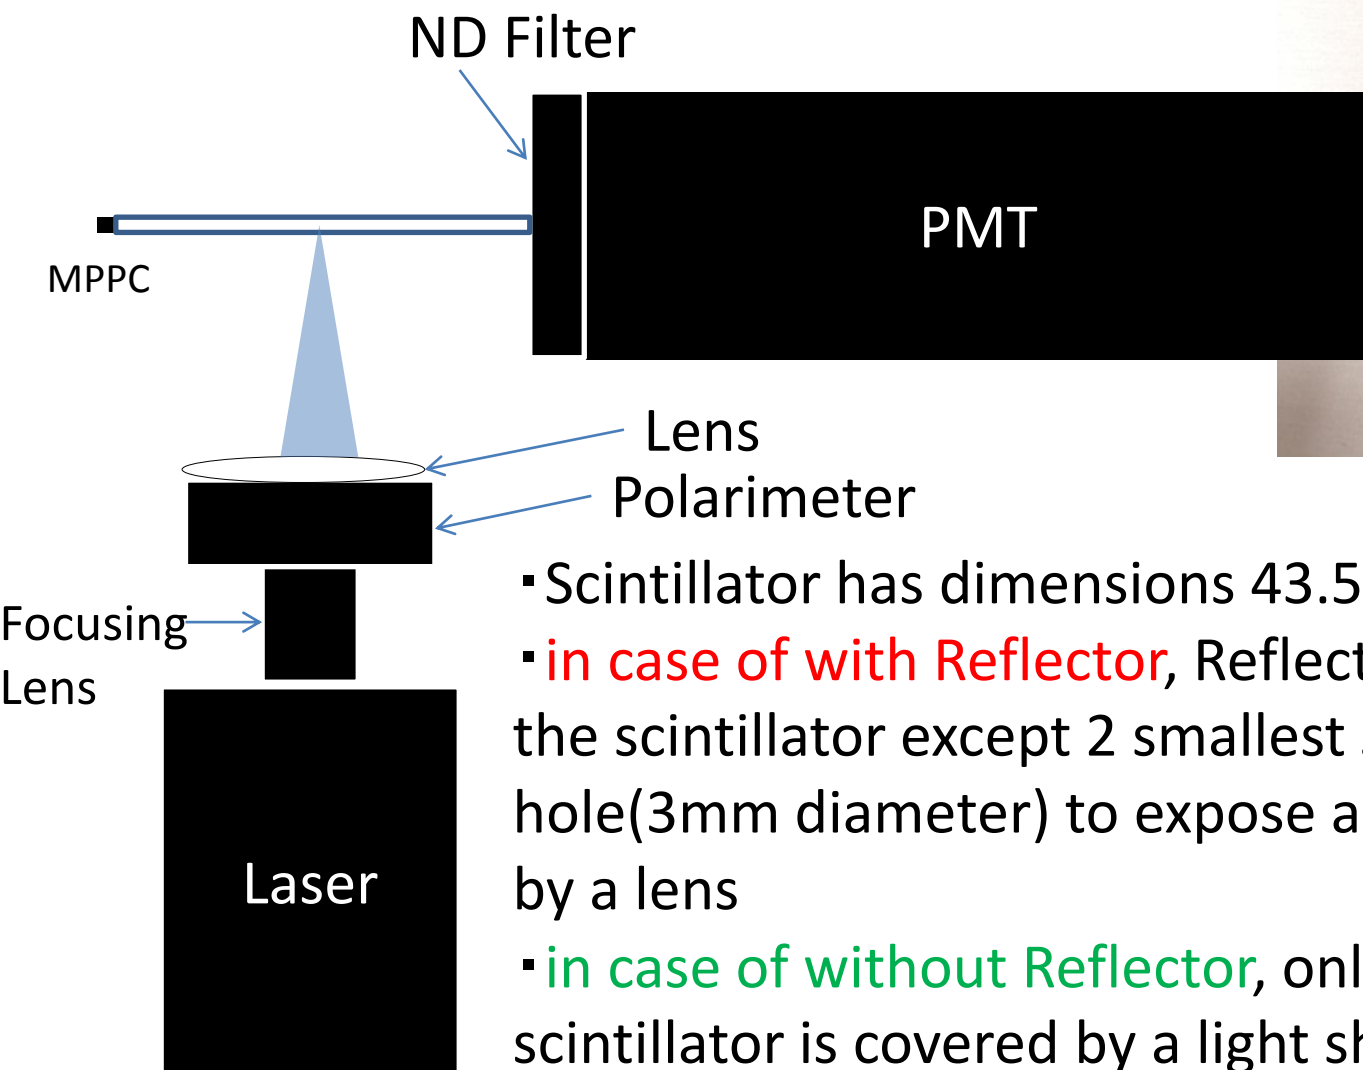 ND Filter
PMT
MPPC
Lens
Polarimeter
Focusing
Lens
Laser
▪Scintillator has dimensions 43.5
▪in case of with Reflector, Reflect
the scintillator except 2 smallest
hole(3mm diameter) to expose a
by a lens
▪in case of without Reflector, onl
scintillator is covered by a light sh